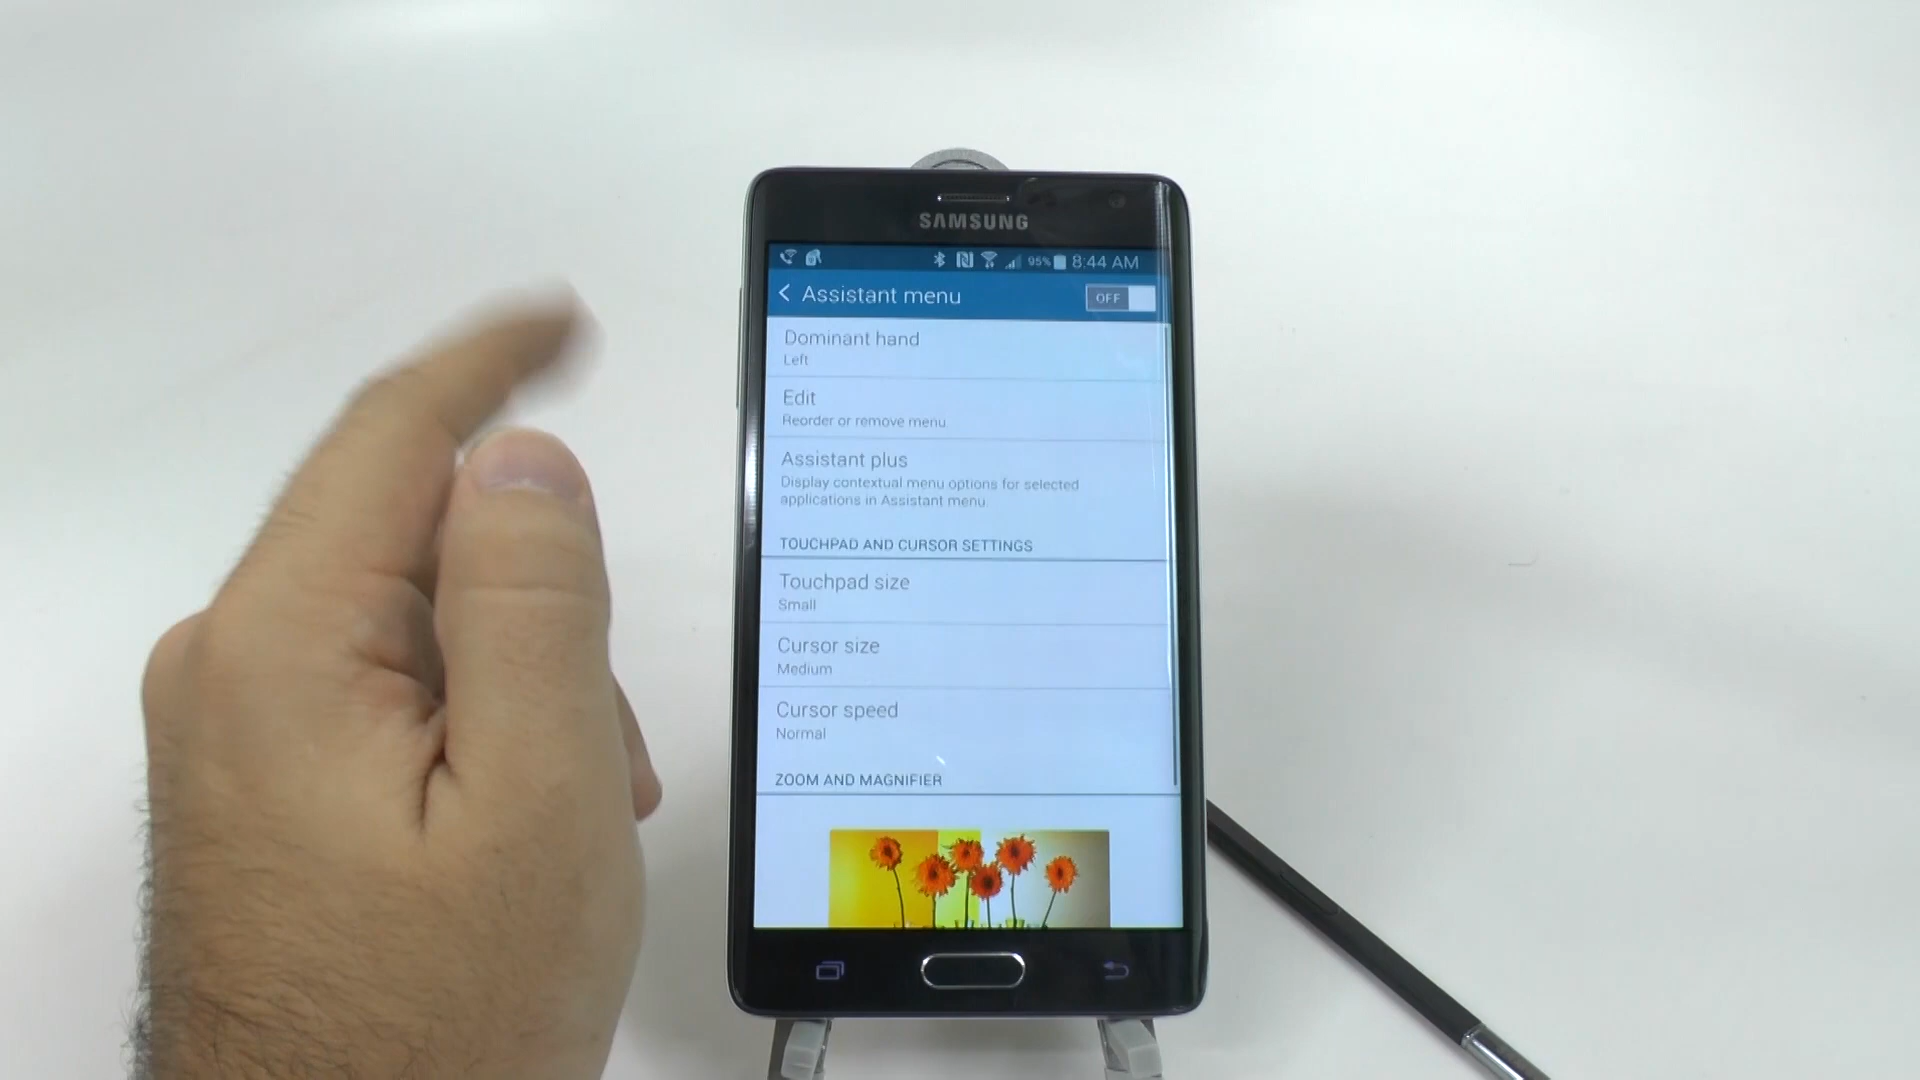 SAMSUNG
95% 8:44 AM
Assistant menu OFF
Dominant hand
Left
Edit
Reorder or remove menu.
Assistant plus
Display contextual menu options for selected
applications in Assistant menu.
TOUCHPAD AND CURSOR SETTINGS
Touchpad size
Small
Cursor size
Medium
Cursor speed
Normal
ZOOM AND MAGNIFIER